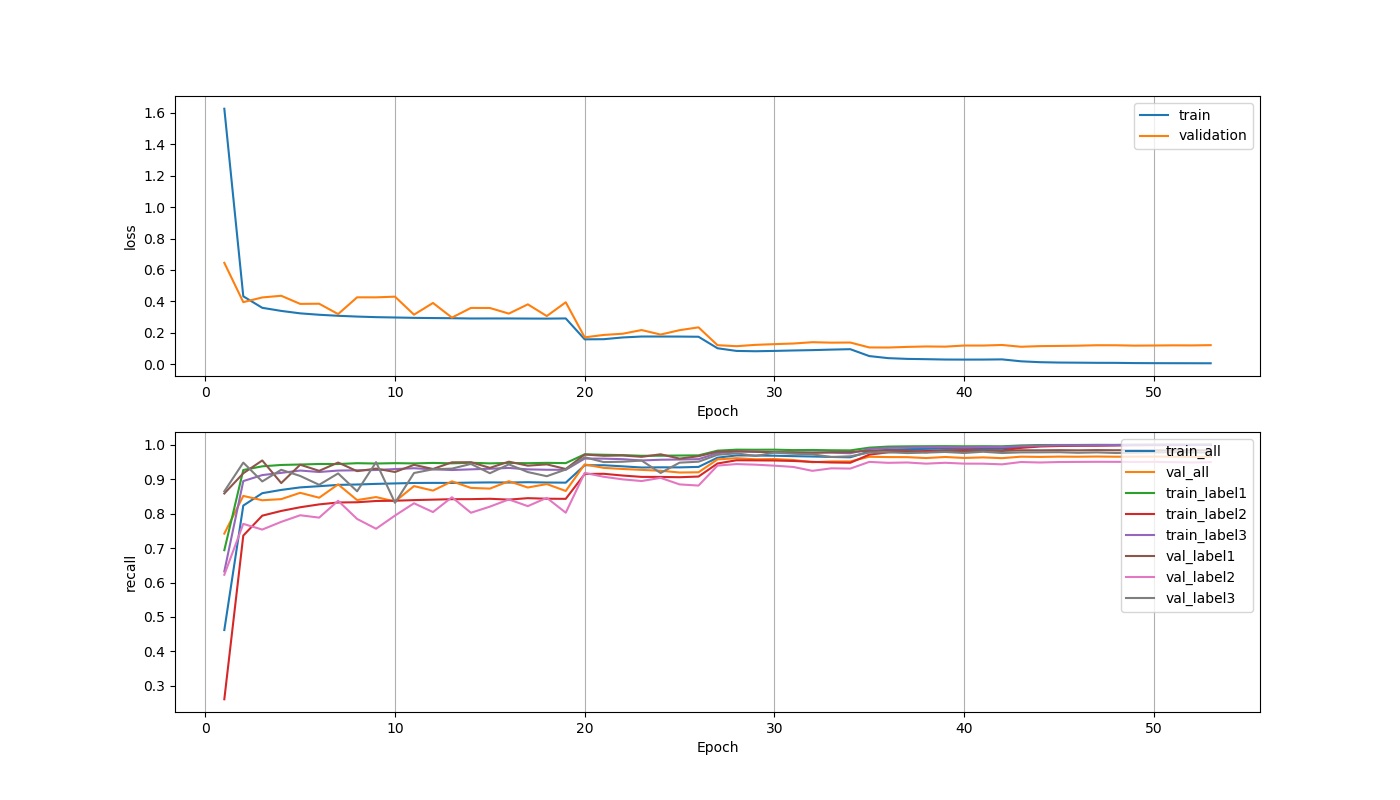 1.6
1.4
1.2
1.0
0.8
0.6
0.4
0.2
0.0
loss
train
validation
0 10 20 30 40 50
Epoch
1.0
0.9
0.8
0.7
0.6
0.5
0.4
0.3
recall
train_all
val_all
train_label1
train_label2
train_label3
val_label1
val_label2
val_label3
0 10 20 30 40 50
Epoch